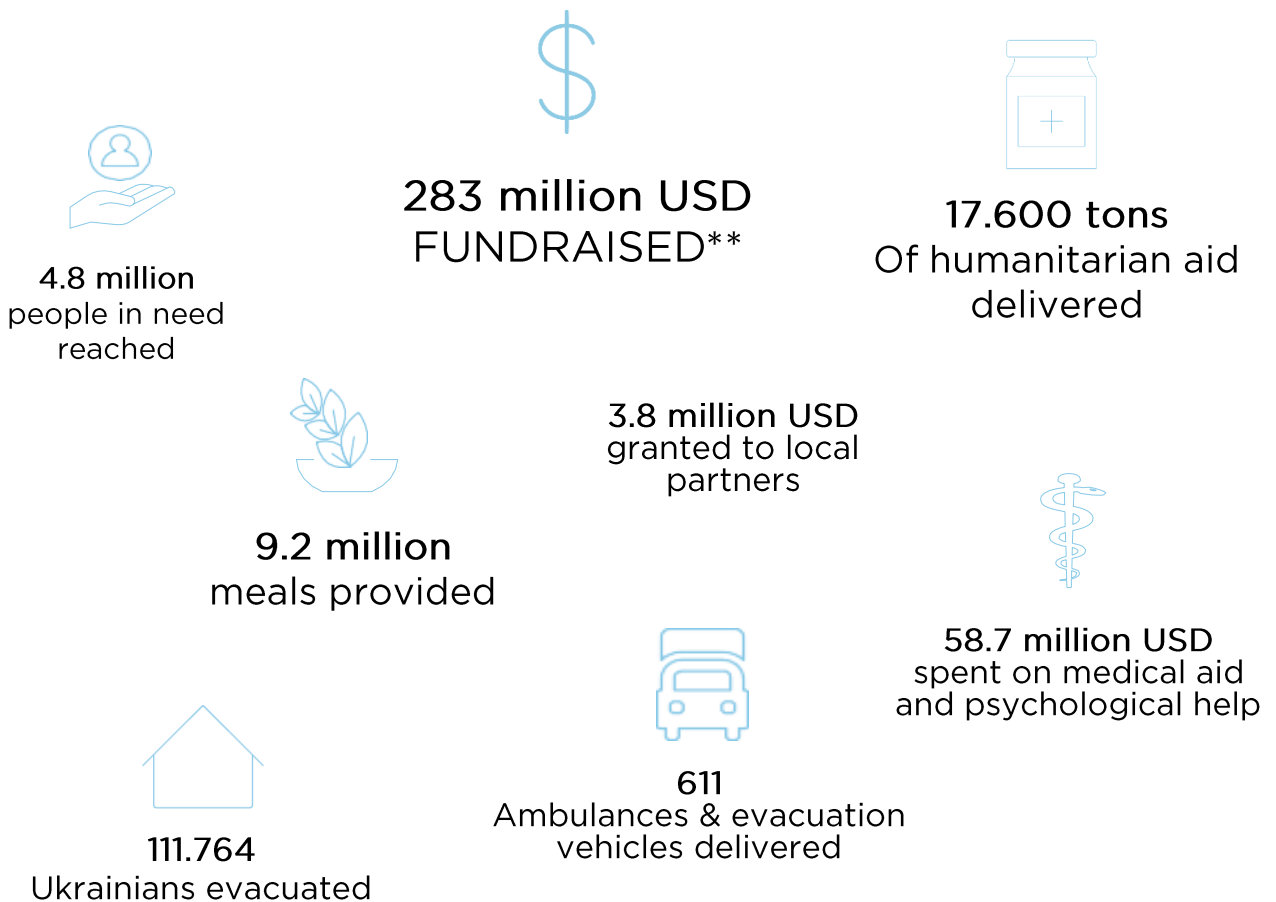 283 million USD
FUNDRAISED**
17.600 tons
Of humanitarian aid
delivered
4.8 million
people in need
reached
3.8 million USD
granted to local
partners
9.2 million
meals provided
58.7 million USD
spent on medical aid
and psychological help
611
Ambulances & evacuation
vehicles delivered
111.764
Ukrainians evacuated